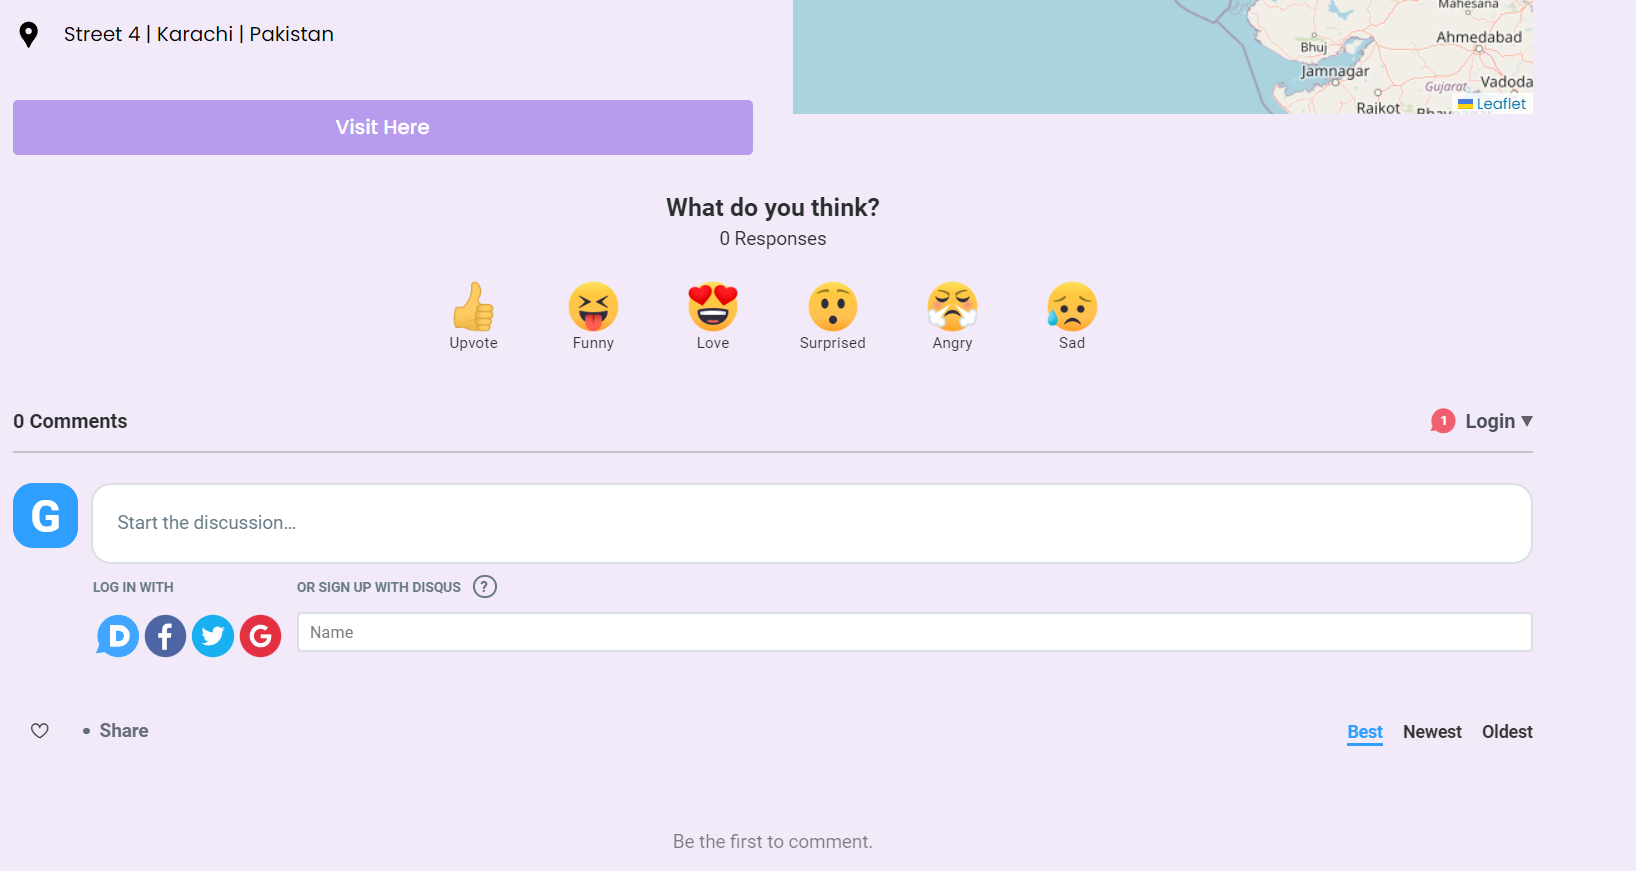 Street 4 | Karachi | Pakistan
Mahesana
Bhuj
Ahmedabad
Jamnagar
Vadoda
Gujarat
Rajkot
Leaflet
Visit Here
What do you think?
0 Responses
Upvote
Funny
Love
Surprised
Angry
Sad
0 Comments
1 Login
G
Start the discussion...
LOG IN WITH
OR SIGN UP WITH DISQUS ?
D f G
Name
• Share
Best Newest Oldest
Be the first to comment.